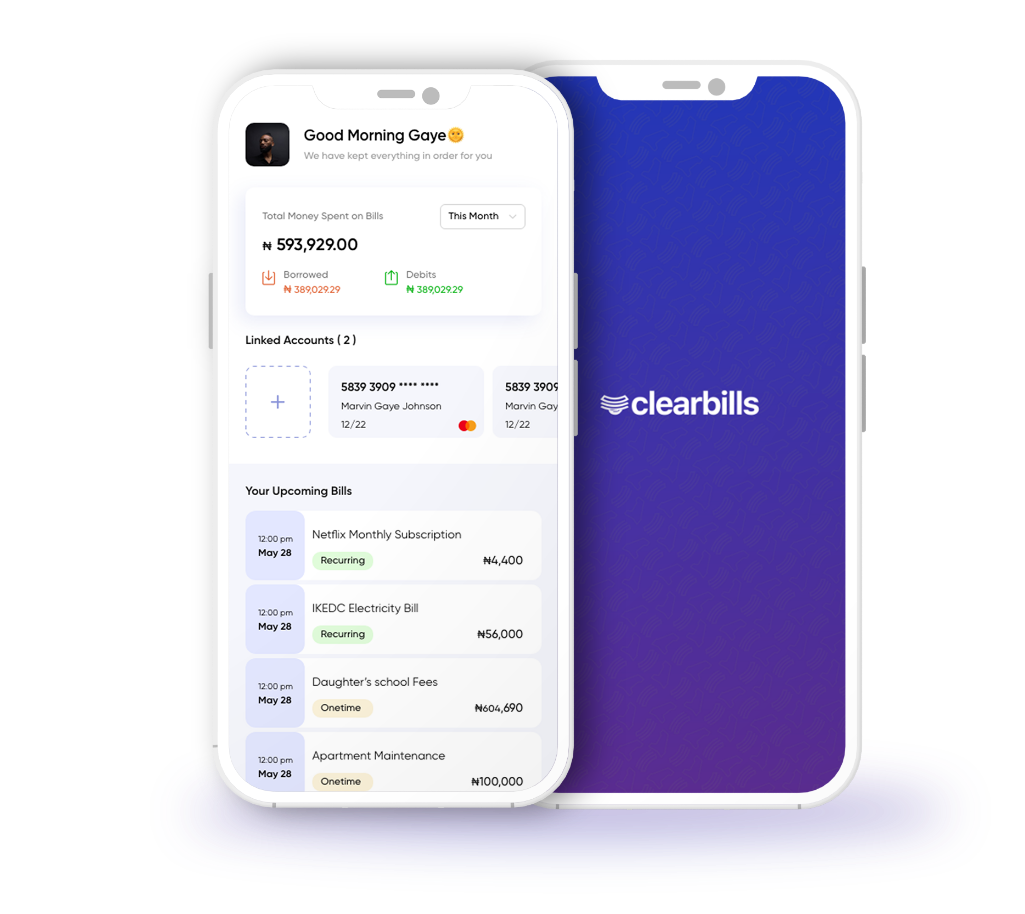 Good Morning Gaye🌝
We have kept everything in order for you
Total Money Spent on Bills
This Month
₦ 593,929.00
Borrowed
₦ 389,029.29
Debits
₦ 389,029.29
Linked Accounts ( 2 )
+
5839 3909 **** ****
Marvin Gaye Johnson
12/22
5839 3909
Marvin Gay
12/22
Your Upcoming Bills
12:00 pm
May 28
Netflix Monthly Subscription
Recurring
₦4,400
12:00 pm
May 28
IKEDC Electricity Bill
Recurring
₦56,000
12:00 pm
May 28
Daughter’s school Fees
Onetime
₦604,690
12:00 pm
May 28
Apartment Maintenance
Onetime
₦100,000
clearbills